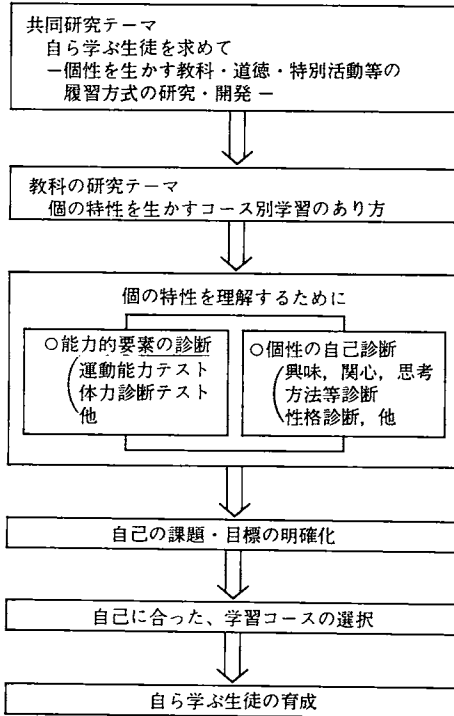 共同研究テーマ
自ら学ぶ生徒を求めて
－個性を生かす教科・道徳・特別活動等の
履習方式の研究・開発－
教科の研究テーマ
個の特性を生かすコース別学習のあり方
個の特性を理解するために
○能力的要素の診断
運動能力テスト
体力診断テスト
他
○個性の自己診断
興味，関心，思考
方法等診断
性格診断，他
自己の課題・目標の明確化
自己に合った、学習コースの選択
自ら学ぶ生徒の育成